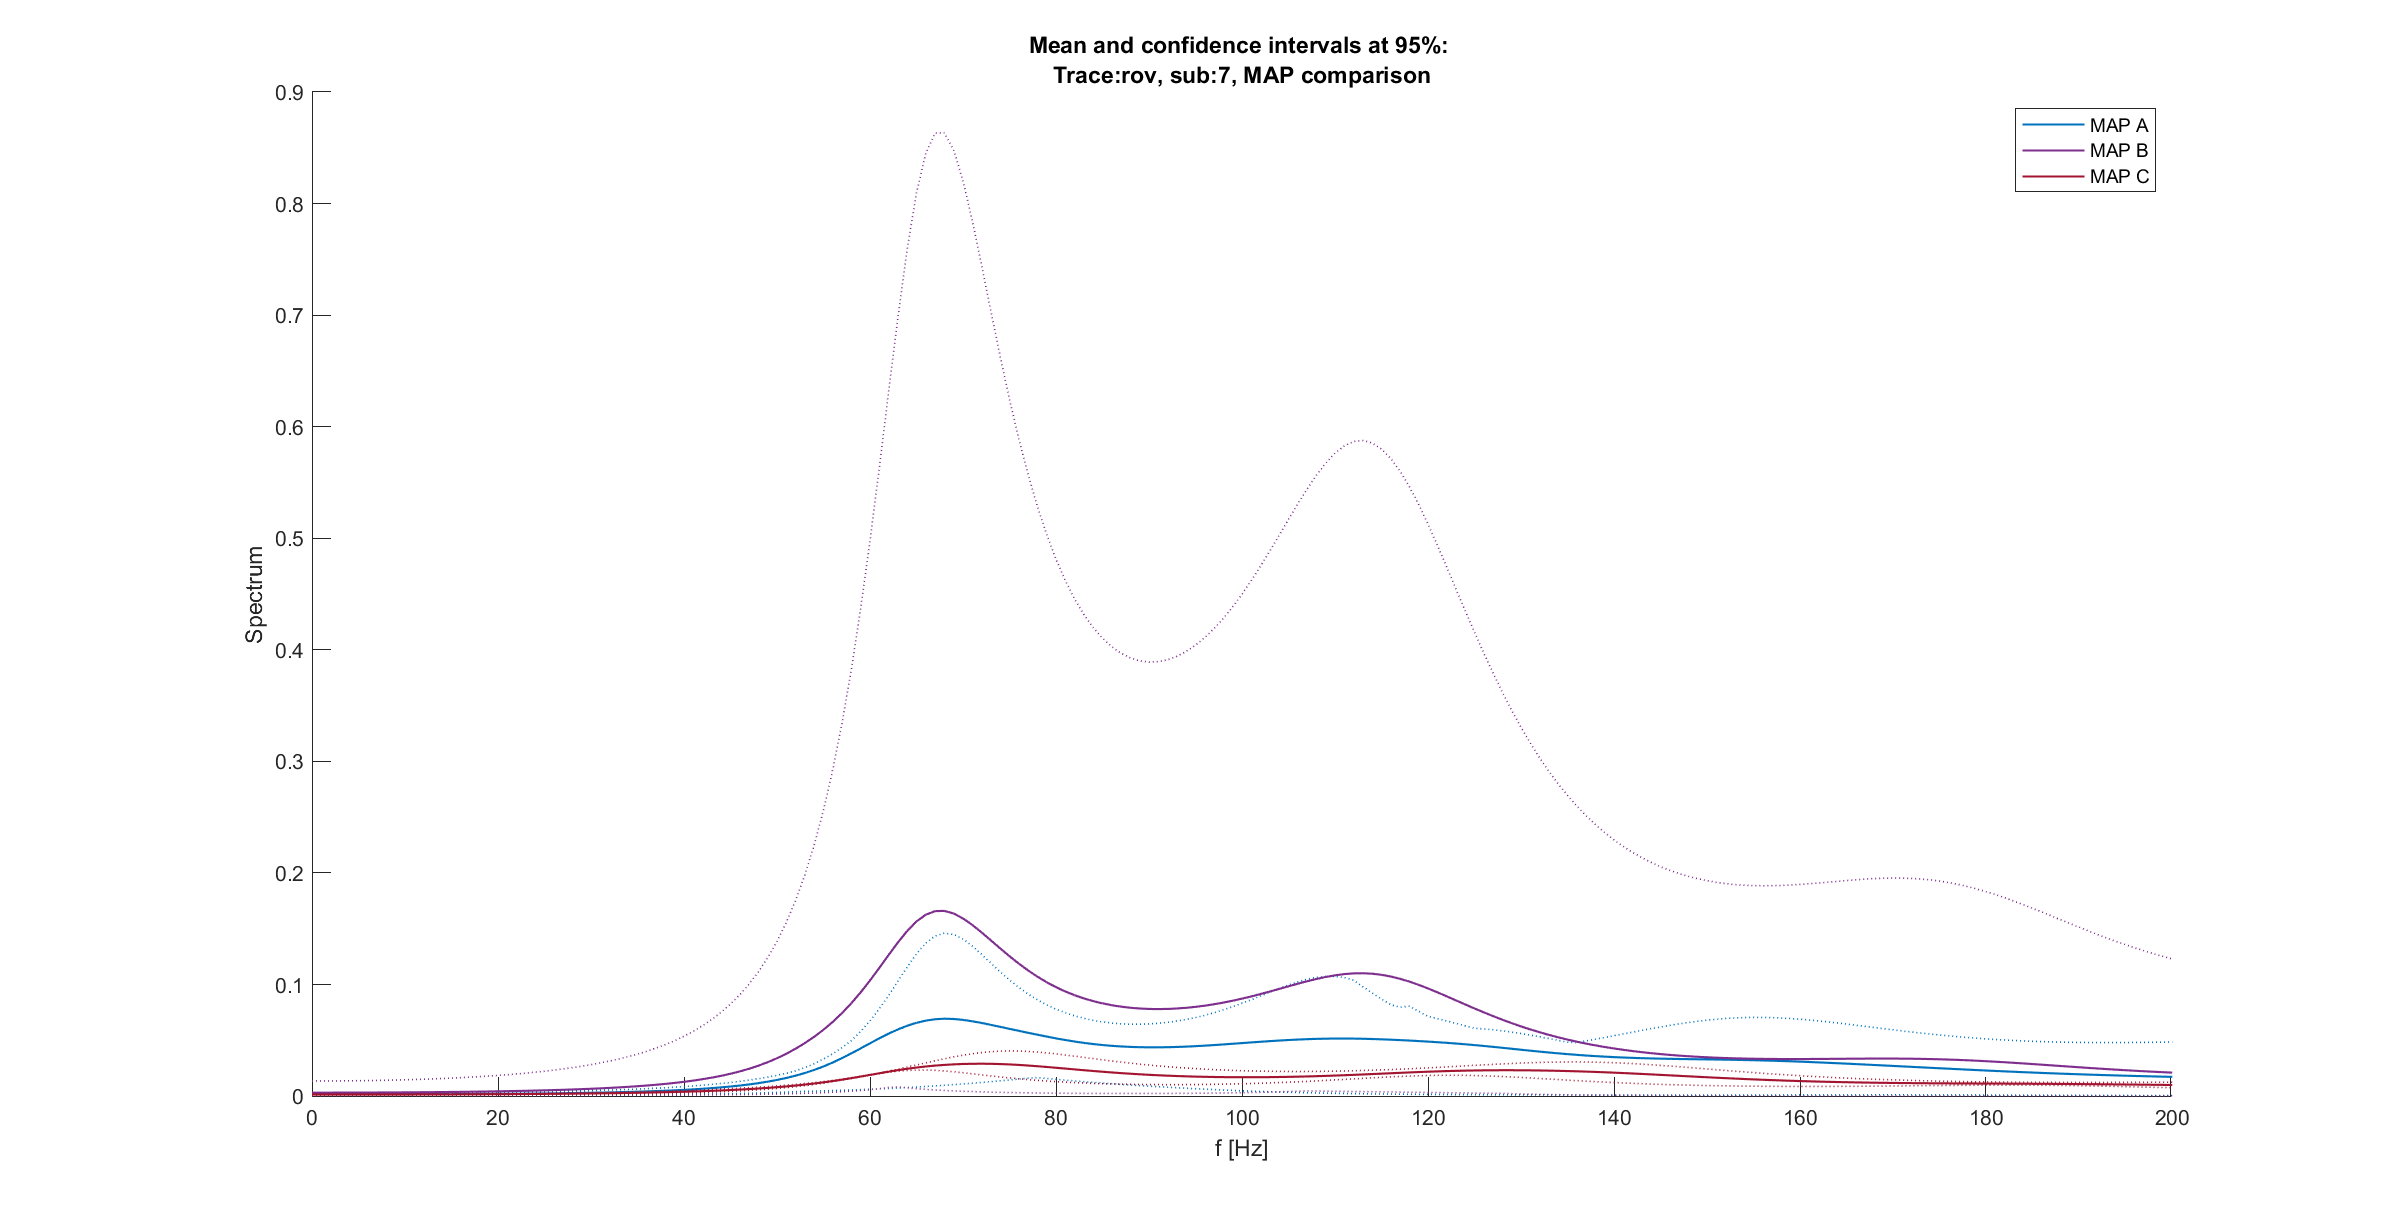 Mean and confidence intervals at 95%:
Trace:rov, sub:7, MAP comparison
0.9
0.8
0.7
0.6
0.5
0.4
0.3
0.2
0.1
0
Spectrum
MAP A
MAP B
MAP C
0 20 40 60 80 100 120 140 160 180 200
f [Hz]